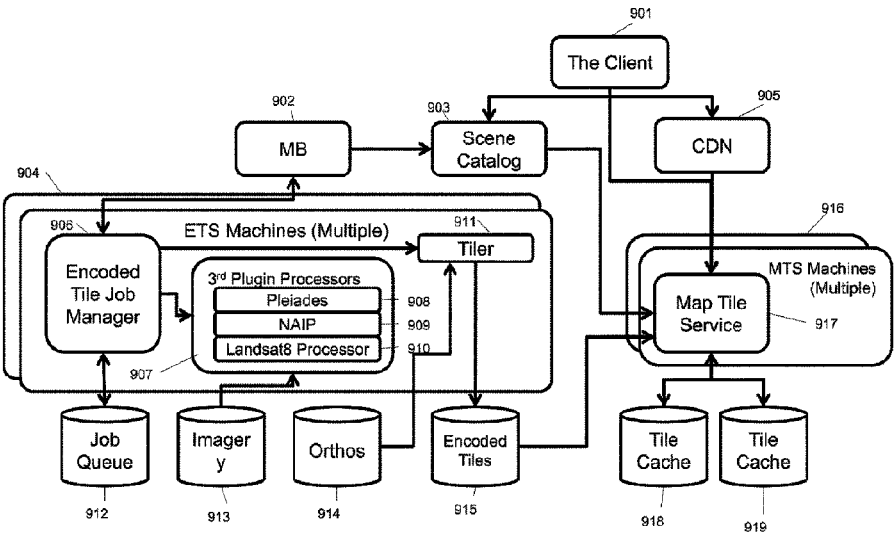 901
The Client
902
903
905
MB
Scene
Catalog
CDN
904
906
ETS Machines (Multiple)
911
Tiler
916
Encoded
Tile Job
Manager
3rd Plugin Processors
Pleiades
908
NAIP
909
Landsat8 Processor
910
907
MTS Machines
(Multiple)
Map Tile
Service
917
Job
Queue
Imager
y
Orthos
Encoded
Tiles
Tile
Cache
Tile
Cache
912
913
914
915
918
919